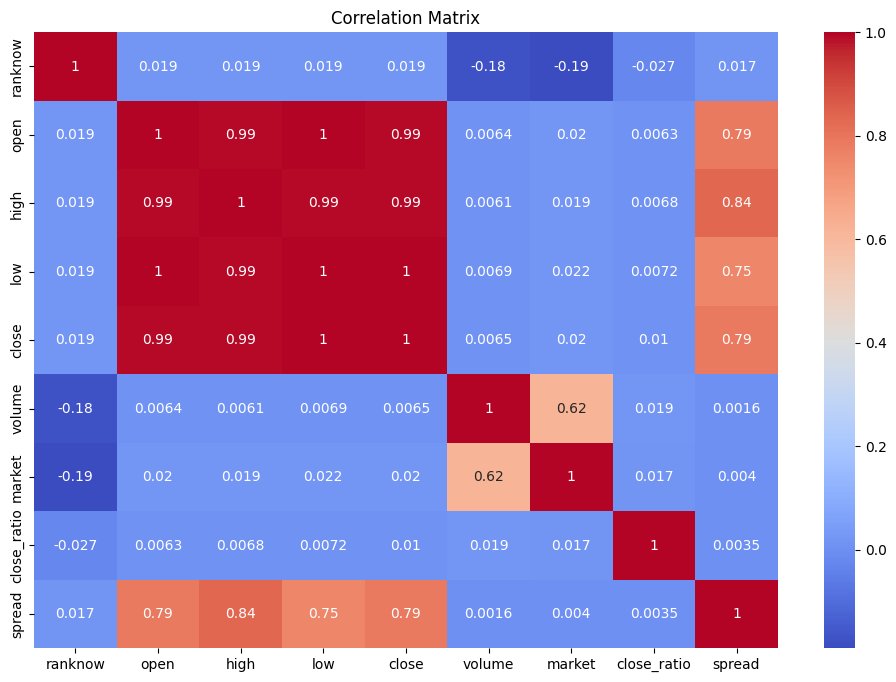 Correlation Matrix
ranknow 1 0.019 0.019 0.019 0.019 -0.18 -0.19 -0.027 0.017
open 0.019 1 0.99 1 0.99 0.0064 0.02 0.0063 0.79
high 0.019 0.99 1 0.99 0.99 0.0061 0.019 0.0068 0.84
low 0.019 1 0.99 1 1 0.0069 0.022 0.0072 0.75
close 0.019 0.99 0.99 1 1 0.0065 0.02 0.01 0.79
volume -0.18 0.0064 0.0061 0.0069 0.0065 1 0.62 0.019 0.0016
market -0.19 0.02 0.019 0.022 0.02 0.62 1 0.017 0.004
close_ratio -0.027 0.0063 0.0068 0.0072 0.01 0.019 0.017 1 0.0035
spread 0.017 0.79 0.84 0.75 0.79 0.0016 0.004 0.0035 1
ranknow open high low close volume market close_ratio spread
1.0
0.8
0.6
0.4
0.2
0.0